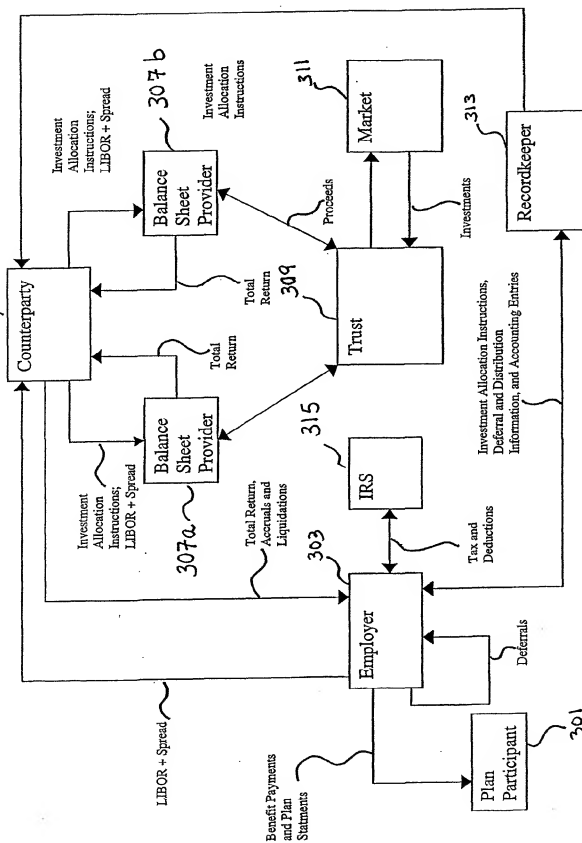 Investment
Allocation
Instructions;
LIBOR + Spread
307b
Investment
Allocation
Instructions
311
Market
313
Recordkeeper
Balance
Sheet
Provider
Proceeds
Investments
Counterparty
Total
Return
309
Trust
Total
Return
Balance
Sheet
Provider
Investment
Allocation
Instructions;
LIBOR + Spread
307a
Total Return,
Accruals and
Liquidations
315
IRS
Investment Allocation Instructions,
Deferral and Distribution
Information, and Accounting Entries
303
Tax and
Deductions
Employer
Deferrals
LIBOR + Spread
Benefit Payments
and Plan
Statments
Plan
Participant
301